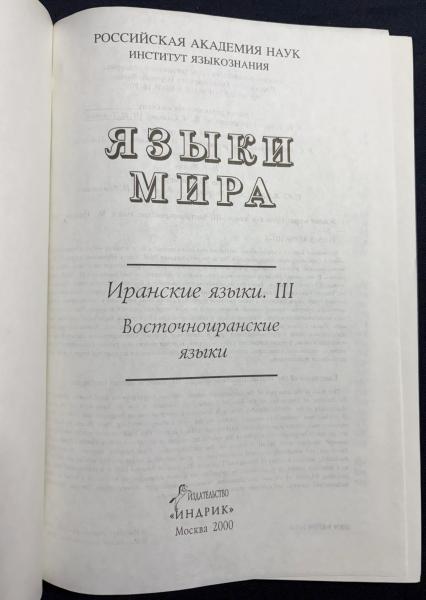 РОССИЙСКАЯ АКАДЕМИЯ НАУК
ИНСТИТУТ ЯЗЫКОЗНАНИЯ
ЯЗЫКИ
МИРА
Иранские языки. III
Восточноиранские
языки
ИЗДАТЕЛЬСТВО
«ИНДРИК»
Москва 2000